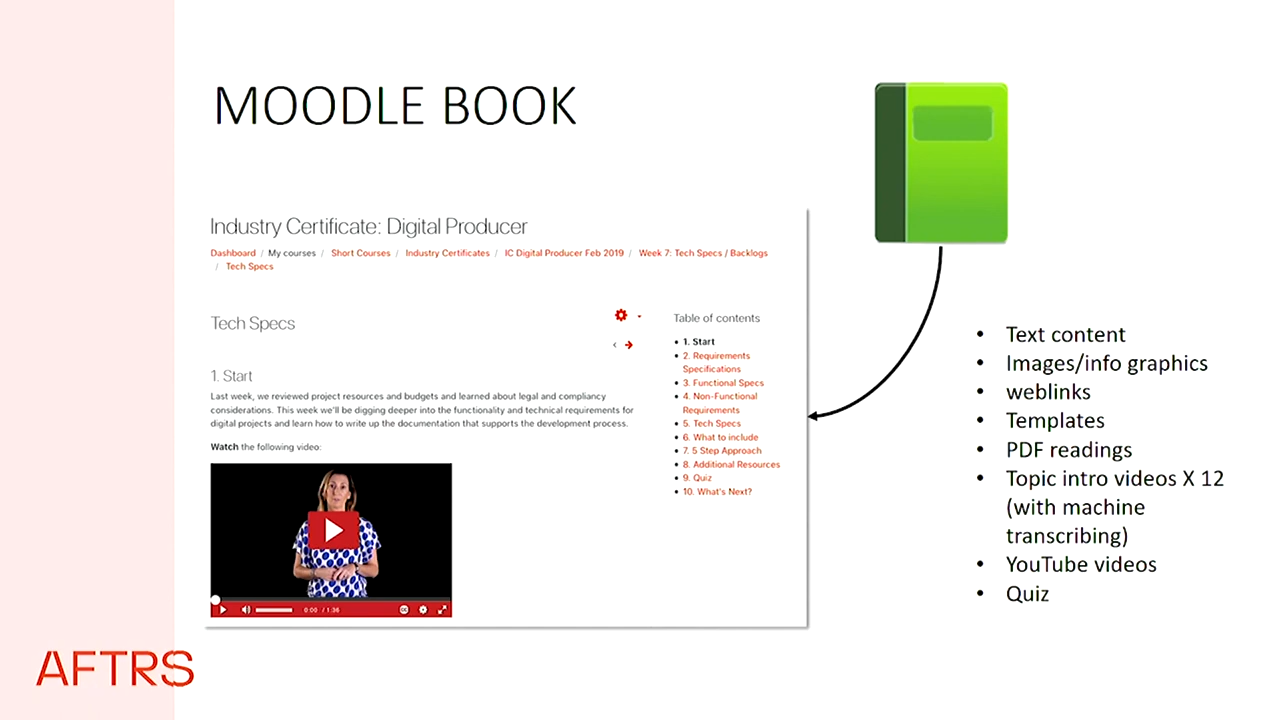 MOODLE BOOK
Industry Certificate: Digital Producer
Dashboard / My courses / Short Courses / Industry Certificates / IC Digital Producer Feb 2019 / Week 7: Tech Specs / Backlogs
/ Tech Specs
Tech Specs
1. Start
Last week, we reviewed project resources and budgets and learned about legal and compliancy
considerations. This week we'll be digging deeper into the functionality and technical requirements for
digital projects and learn how to write up the documentation that supports the development process.
Watch the following video:
0:00 / 1:36
CC
Table of contents
• 1. Start
• 2. Requirements
Specifications
• 3. Functional Specs
• 4. Non-Functional
Requirements
• 5. Tech Specs
• 6. What to include
• 7. 5 Step Approach
• 8. Additional Resources
• 9. Quiz
• 10. What's Next?
• Text content
• Images/info graphics
• weblinks
• Templates
• PDF readings
• Topic intro videos X 12
(with machine
transcribing)
• YouTube videos
• Quiz
AFTRS